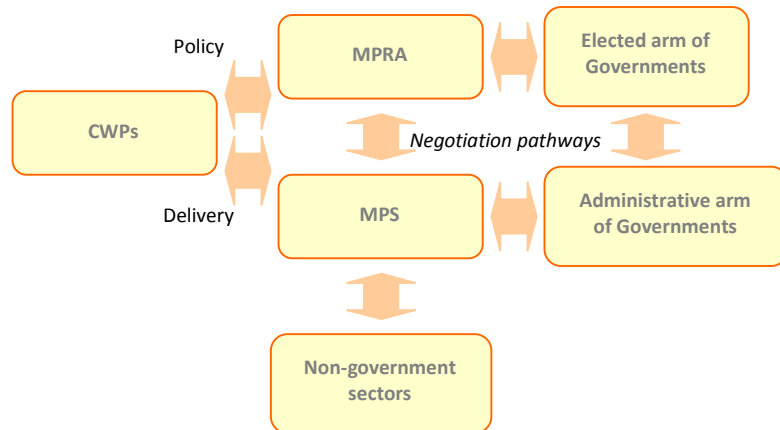 Policy
MPRA
Elected arm of
Governments
CWPs
Negotiation pathways
Delivery
MPS
Administrative arm
of Governments
Non-government
sectors